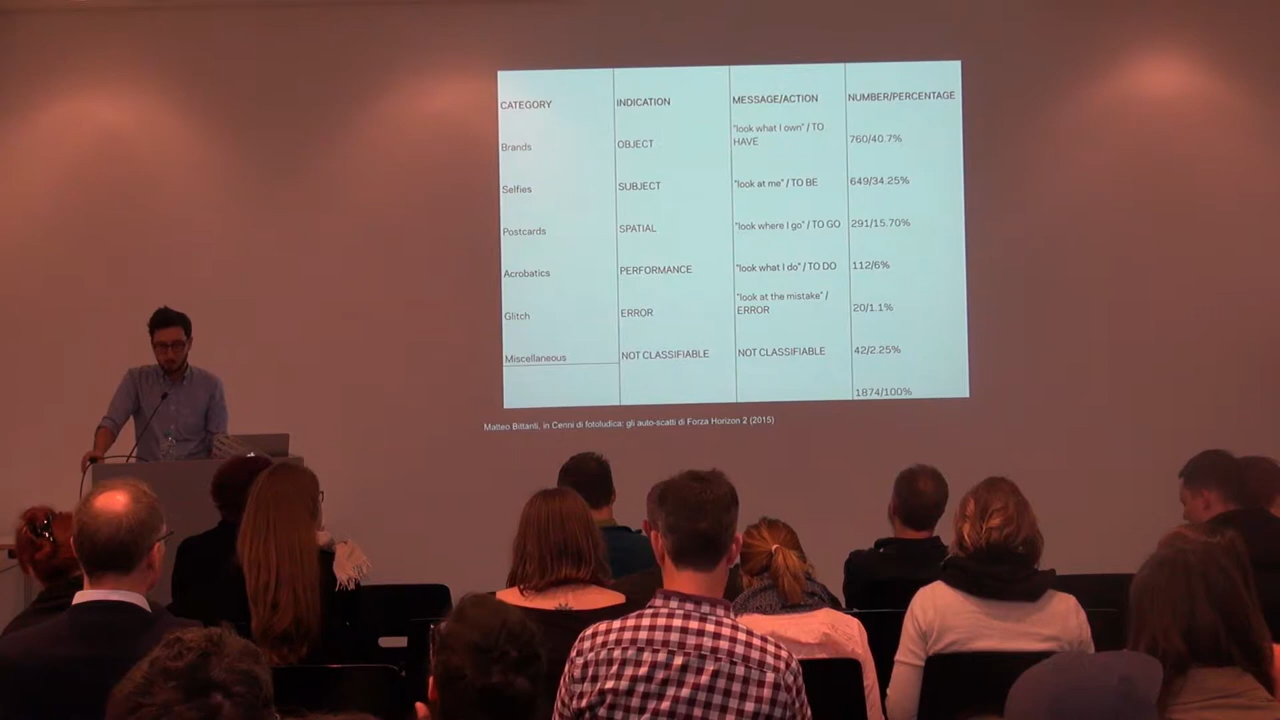 CATEGORY INDICATION MESSAGE/ACTION NUMBER/PERCENTAGE
Brands OBJECT "look what I own" / TO HAVE 760/40.7%
Selfies SUBJECT "look at me" / TO BE 649/34.25%
Postcards SPATIAL "look where I go" / TO GO 291/15.70%
Acrobatics PERFORMANCE "look what I do" / TO DO 112/6%
Glitch ERROR "look at the mistake" / ERROR 20/1.1%
Miscellaneous NOT CLASSIFIABLE NOT CLASSIFIABLE 42/2.25%
1874/100%
Matteo Bittanti, in Cenni di fotoludica: gli auto-scatti di Forza Horizon 2 (2015)